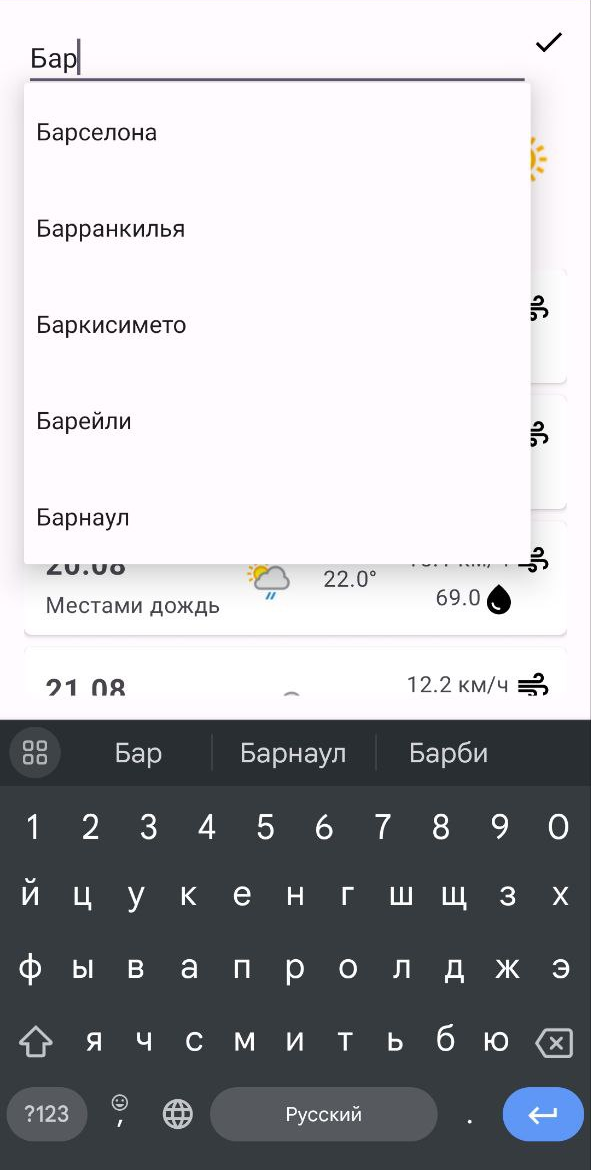 Бар
Барселона
Барранкилья
Баркисимето
Барейли
Барнаул
20.08
22.0°
Местами дождь
69.0
21.08
12.2 км/ч
Бар Барнаул Барби
1 2 3 4 5 6 7 8 9 0
й ц у к е н г ш щ з х
ф ы в а п р о л д ж э
я ч с м и т ь б ю
?123 , Русский .